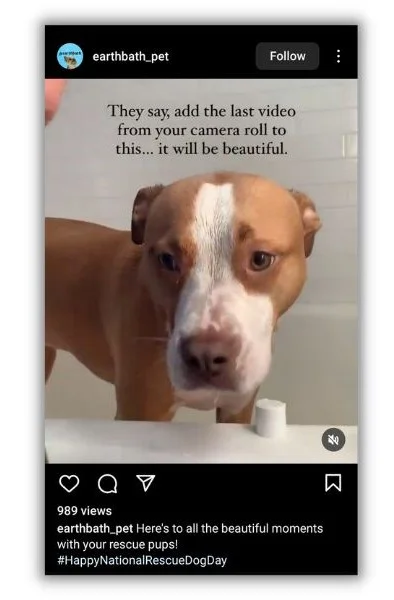 earthbath_pet
Follow
They say, add the last video
from your camera roll to
this... it will be beautiful.
989 views
earthbath_pet Here's to all the beautiful moments
with your rescue pups!
#HappyNationalRescueDogDay